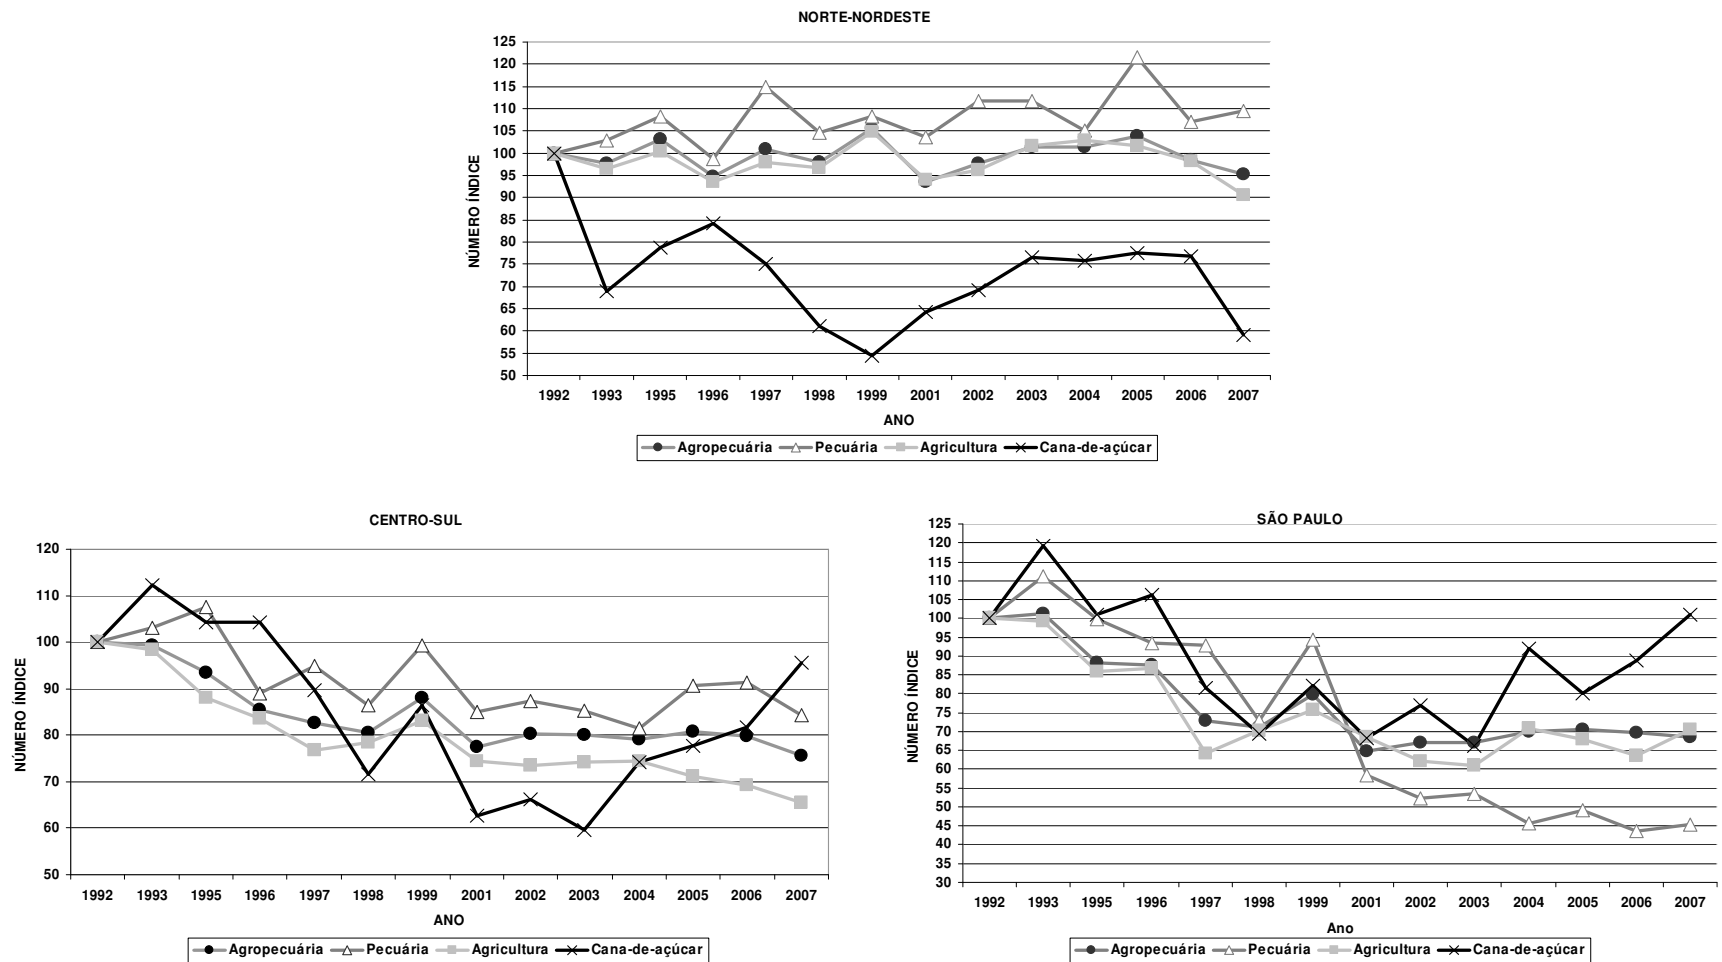 NORTE-NORDESTE
125
120
115
110
105
100
95
90
85
80
75
70
65
60
55
50
NÚMERO ÍNDICE
1992 1993 1995 1996 1997 1998 1999 2001 2002 2003 2004 2005 2006 2007
ANO
Agropecuária Pecuária Agricultura Cana-de-açúcar
CENTRO-SUL
120
110
100
90
80
70
60
50
NÚMERO ÍNDICE
1992 1993 1995 1996 1997 1998 1999 2001 2002 2003 2004 2005 2006 2007
ANO
Agropecuária Pecuária Agricultura Cana-de-açúcar
SÃO PAULO
125
120
115
110
105
100
95
90
85
80
75
70
65
60
55
50
45
40
35
30
NÚMERO ÍNDICE
1992 1993 1995 1996 1997 1998 1999 2001 2002 2003 2004 2005 2006 2007
Ano
Agropecuária Pecuária Agricultura Cana-de-açúcar